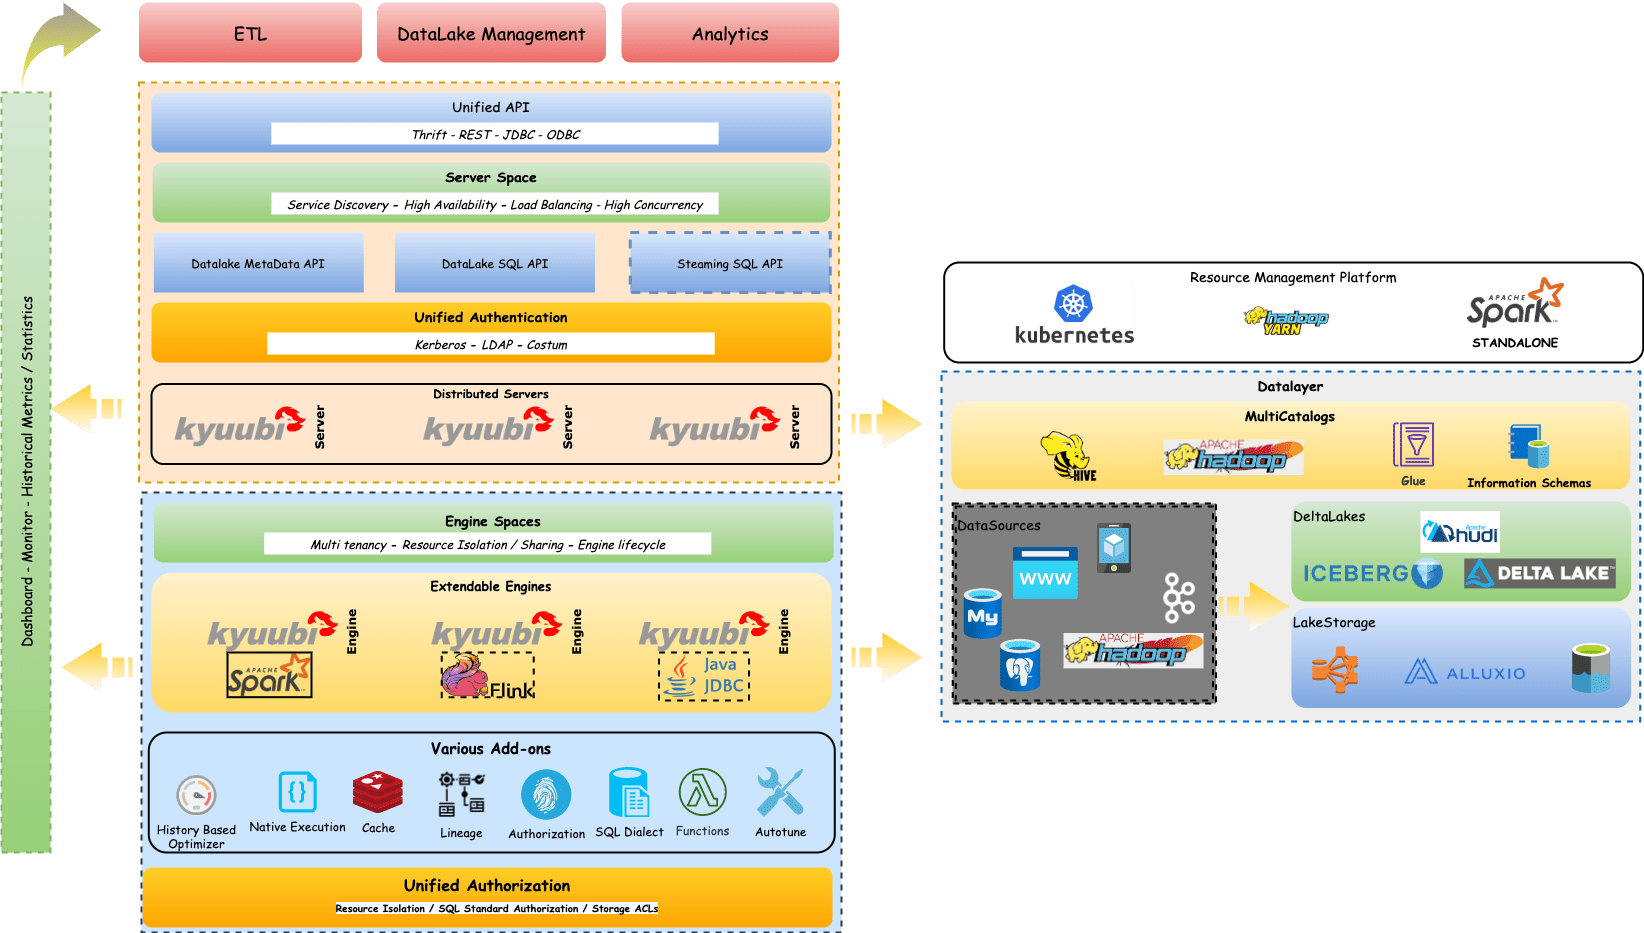 ETL
DataLake Management
Analytics
Unified API
Thrift - REST - JDBC - ODBC
Server Space
Service Discovery – High Availability – Load Balancing - High Concurrency
Datalake MetaData API
DataLake SQL API
Steaming SQL API
Unified Authentication
Kerberos – LDAP – Costum
Distributed Servers
kyuubi Server
kyuubi Server
kyuubi Server
Dashboard - Monitor - Historical Metrics / Statistics
Engine Spaces
Multi tenancy – Resource Isolation / Sharing – Engine lifecycle
Extendable Engines
kyuubi Engine
kyuubi Engine
kyuubi Engine
APACHE
Spark
Flink
Java
JDBC
Various Add-ons
History Based
Optimizer
Native Execution
Cache
Lineage
Authorization
SQL Dialect
Functions
Autotune
Unified Authorization
Resource Isolation / SQL Standard Authorization / Storage ACLs
Resource Management Platform
kubernetes
hadoop
YARN
APACHE
Spark
STANDALONE
Datalayer
MultiCatalogs
HIVE
APACHE
hadoop
Glue
Information Schemas
DataSources
WWW
My
APACHE
hadoop
DeltaLakes
Apache
hudi
ICEBERG
DELTA LAKE
LakeStorage
ALLUXIO